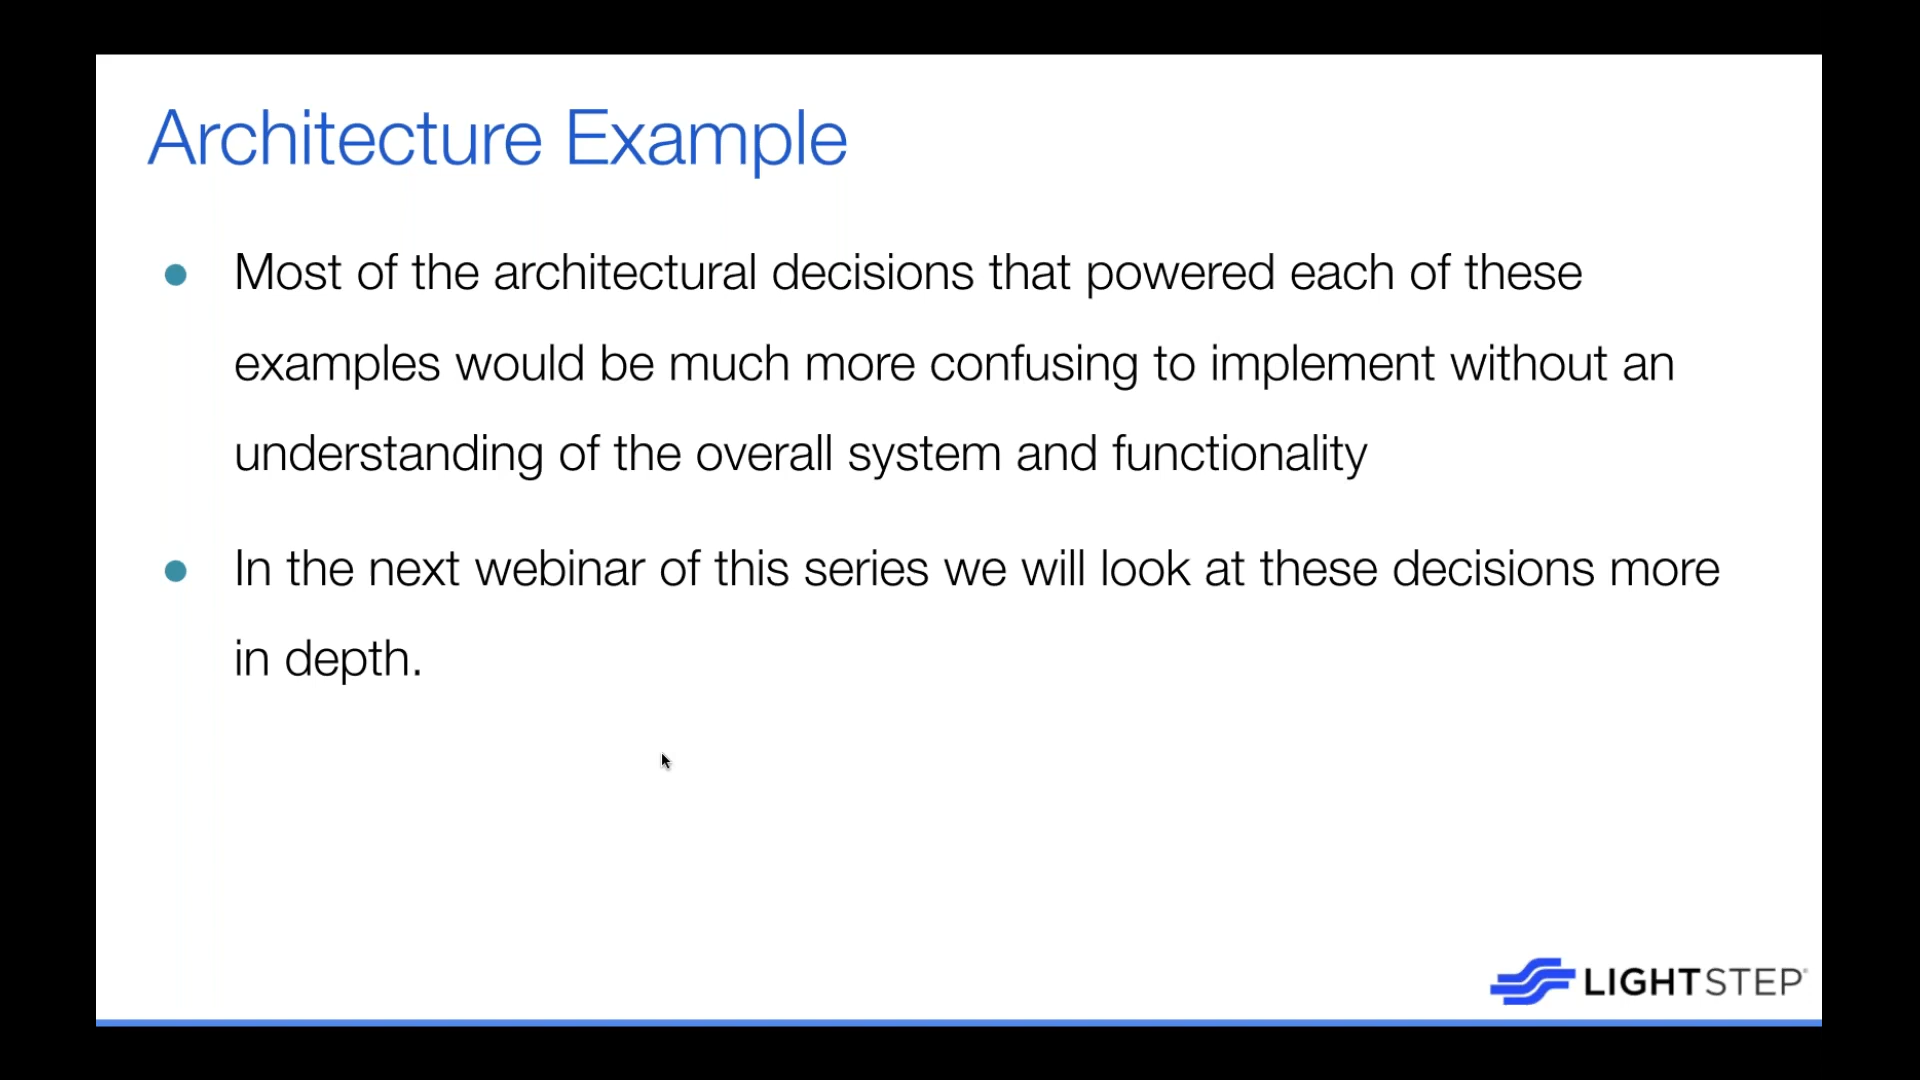 Architecture Example
Most of the architectural decisions that powered each of these
examples would be much more confusing to implement without an
understanding of the overall system and functionality
In the next webinar of this series we will look at these decisions more
in depth.
LIGHTSTEP